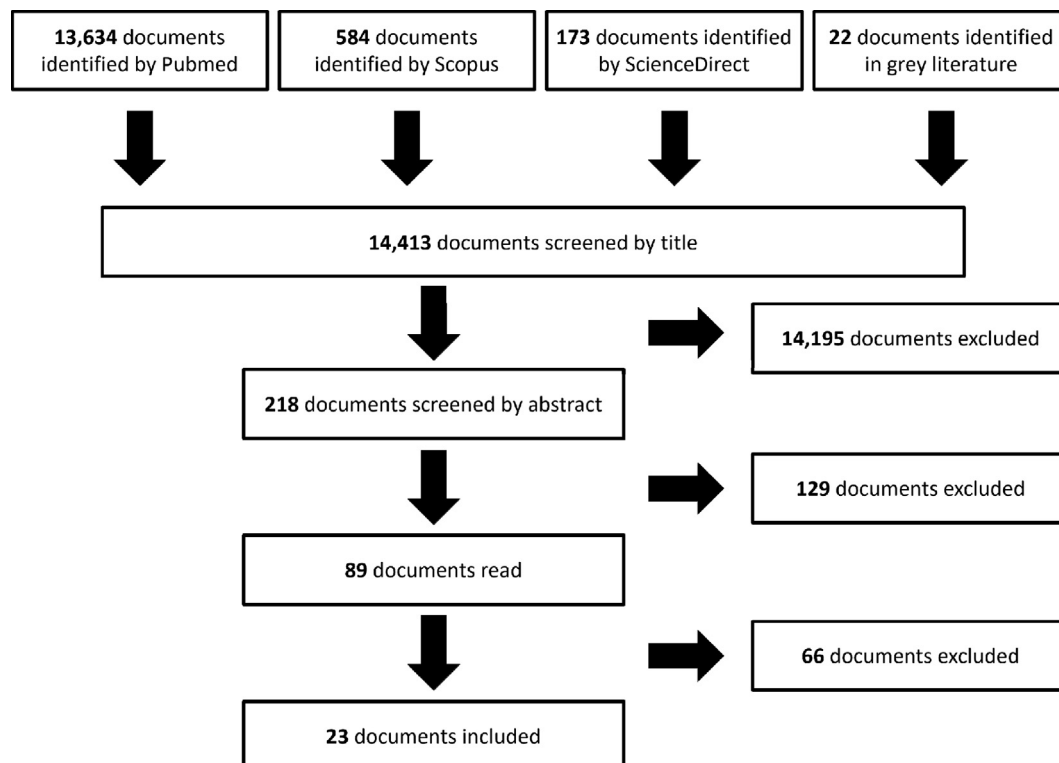 13,634 documents
identified by Pubmed
584 documents
identified by Scopus
173 documents identified
by ScienceDirect
22 documents identified
in grey literature
14,413 documents screened by title
14,195 documents excluded
218 documents screened by abstract
129 documents excluded
89 documents read
66 documents excluded
23 documents included